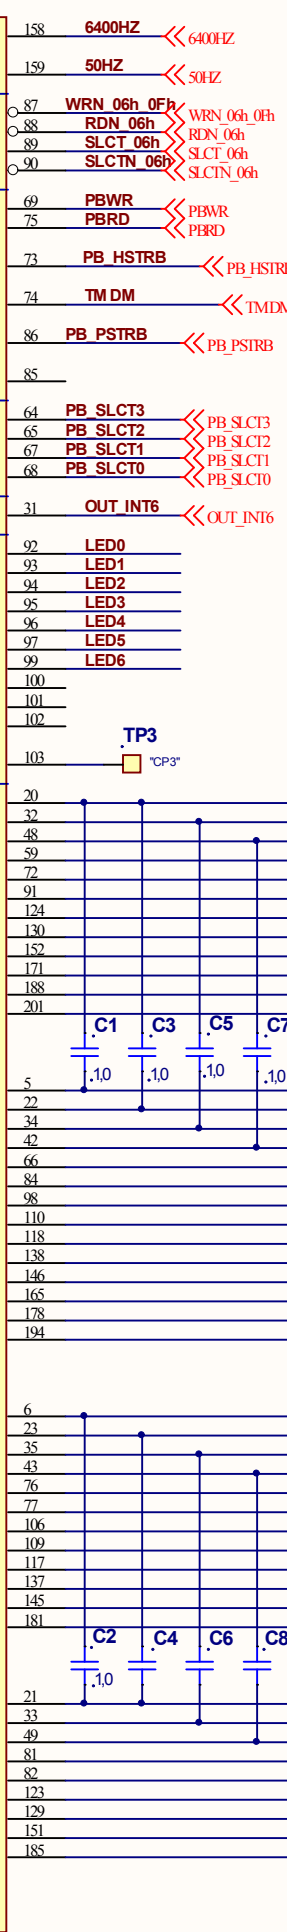 158 6400HZ 6400HZ
159 50HZ 50HZ
87 WRN_06h_0Fh WRN_06h_0Fh
88 RDN_06h RDN_06h
89 SLCT_06h SLCT_06h
90 SLCTN_06h SLCTN_06h
69 PBWR PBWR
75 PBRD PBRD
73 PB_HSTRB PB_HSTRB
74 TMDM TMDM
86 PB_PSTRB PB_PSTRB
85
64 PB_SLCT3 PB_SLCT3
65 PB_SLCT2 PB_SLCT2
67 PB_SLCT1 PB_SLCT1
68 PB_SLCT0 PB_SLCT0
31 OUT_INT6 OUT_INT6
92 LED0
93 LED1
94 LED2
95 LED3
96 LED4
97 LED5
99 LED6
100
101
102
TP3
103 "CP3"
20
32
48
59
72
91
124
130
152
171
188
201
C1 C3 C5 C7
.1,0 .1,0 .1,0 .1,0
5
22
34
42
66
84
98
110
118
138
146
165
178
194
6
23
35
43
76
77
106
109
117
137
145
181
C2 C4 C6 C8
.1,0
21
33
49
81
82
123
129
151
185